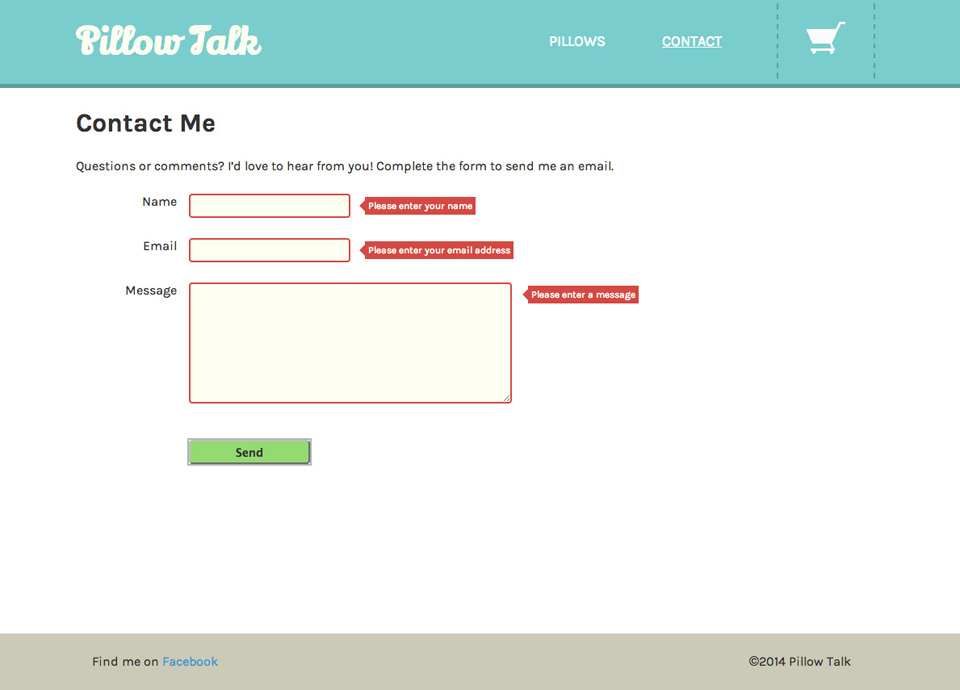 Pillow Talk
PILLOWS
CONTACT
Contact Me
Questions or comments? I'd love to hear from you! Complete the form to send me an email.
Name
Please enter your name
Email
Please enter your email address
Message
Please enter a message
Send
Find me on Facebook
©2014 Pillow Talk